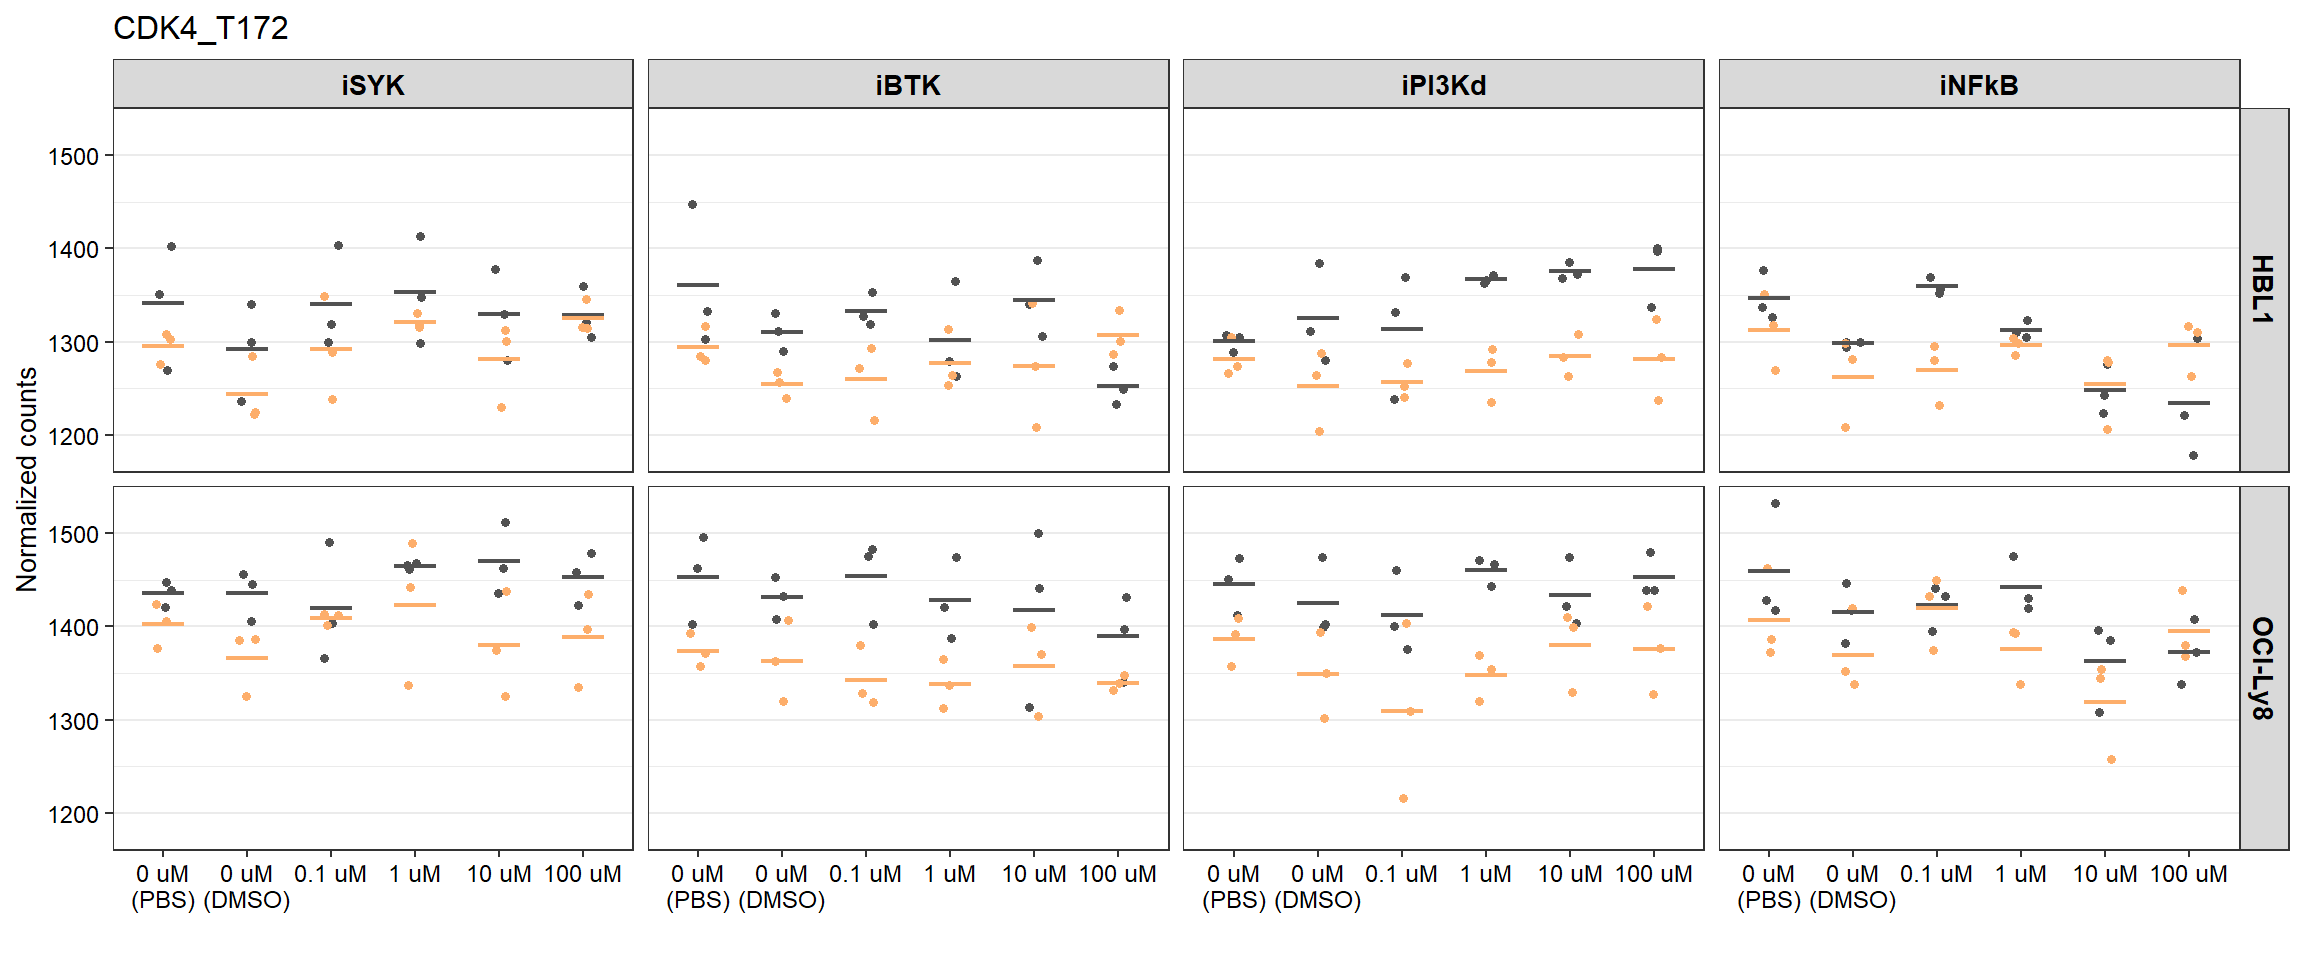 CDK4_T172
iSYK
iBTK
iPI3Kd
iNFkB
Normalized counts
1500
1400
1300
1200
HBL1
1500
1400
1300
1200
OCI-Ly8
0 uM 0 uM 0.1 uM 1 uM 10 uM 100 uM
(PBS) (DMSO)
0 uM 0 uM 0.1 uM 1 uM 10 uM 100 uM
(PBS) (DMSO)
0 uM 0 uM 0.1 uM 1 uM 10 uM 100 uM
(PBS) (DMSO)
0 uM 0 uM 0.1 uM 1 uM 10 uM 100 uM
(PBS) (DMSO)